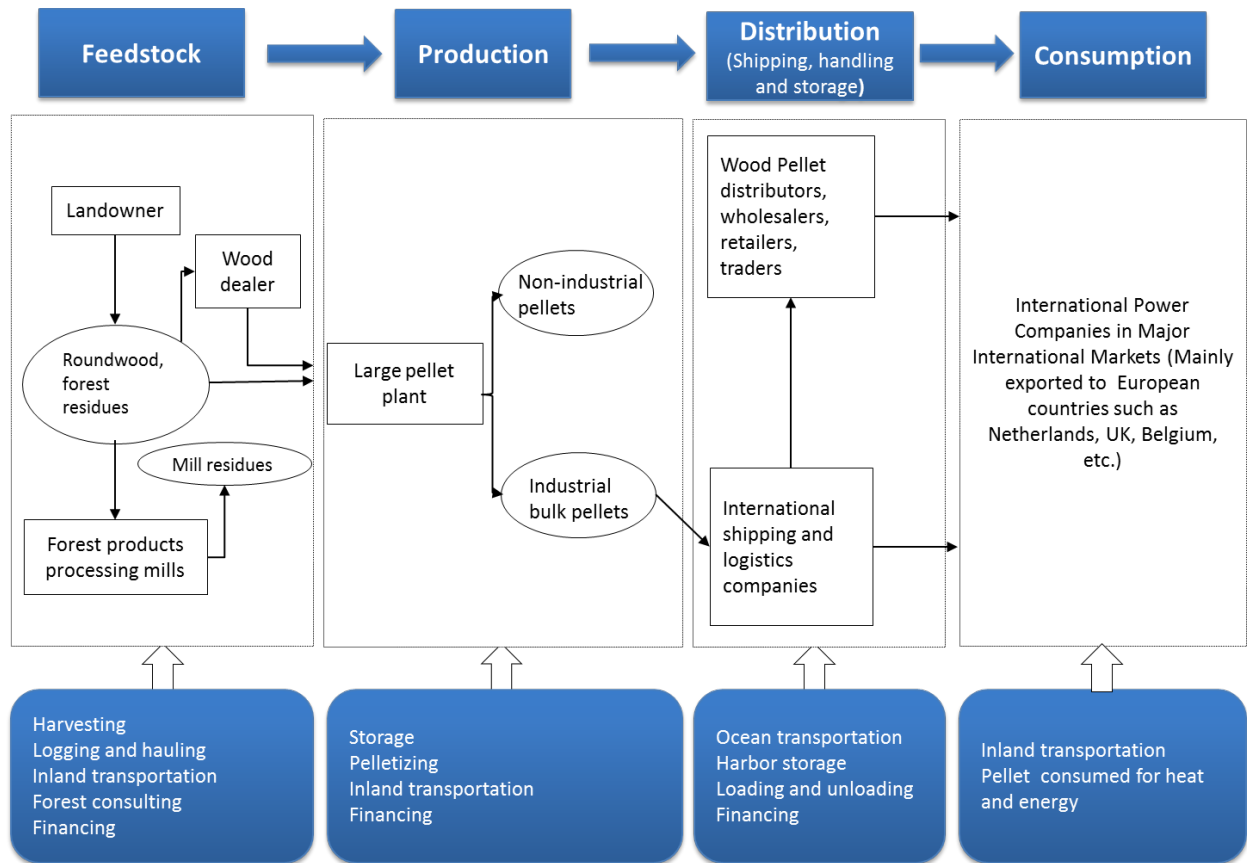 Feedstock
Production
Distribution
(Shipping, handling
and storage)
Consumption
Landowner
Wood
dealer
Roundwood,
forest
residues
Mill residues
Forest products
processing mills
Large pellet
plant
Non-industrial
pellets
Industrial
bulk pellets
Wood Pellet
distributors,
wholesalers,
retailers,
traders
International
shipping and
logistics
companies
International Power
Companies in Major
International Markets (Mainly
exported to European
countries such as
Netherlands, UK, Belgium,
etc.)
Harvesting
Logging and hauling
Inland transportation
Forest consulting
Financing
Storage
Pelletizing
Inland transportation
Financing
Ocean transportation
Harbor storage
Loading and unloading
Financing
Inland transportation
Pellet consumed for heat
and energy